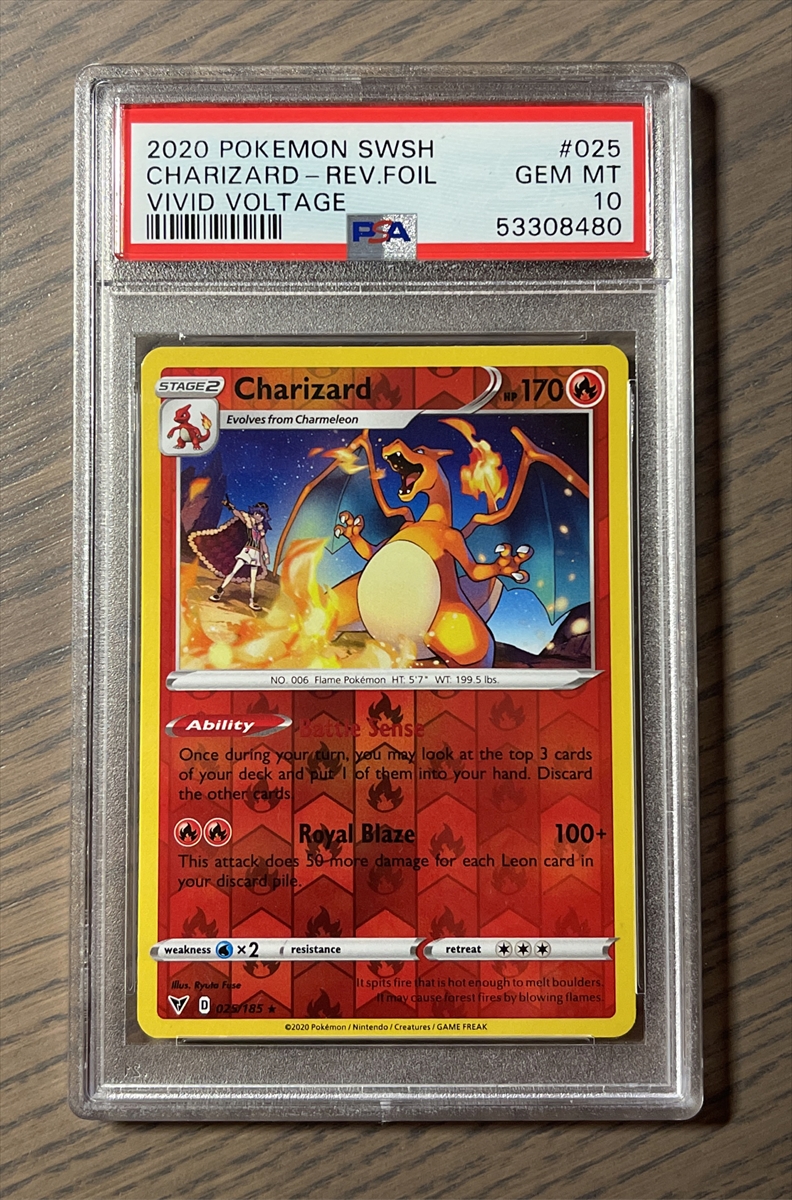 2020 POKEMON SWSH #025
CHARIZARD-REV.FOIL GEM MT
VIVID VOLTAGE 10
PSA 53308480
STAGE2 Charizard HP 170
Evolves from Charmeleon
NO. 006 Flame Pokémon HT: 5'7" WT: 199.5 lbs.
Ability Battle Sense
Once during your turn, you may look at the top 3 cards
of your deck and put 1 of them into your hand. Discard
the other cards.
Royal Blaze 100+
This attack does 50 more damage for each Leon card in
your discard pile.
weakness ×2 resistance retreat
Illus. Ryuta Fuse
It spits fire that is hot enough to melt boulders.
It may cause forest fires by blowing flames.
D 025/185 ★
©2020 Pokémon / Nintendo / Creatures / GAME FREAK